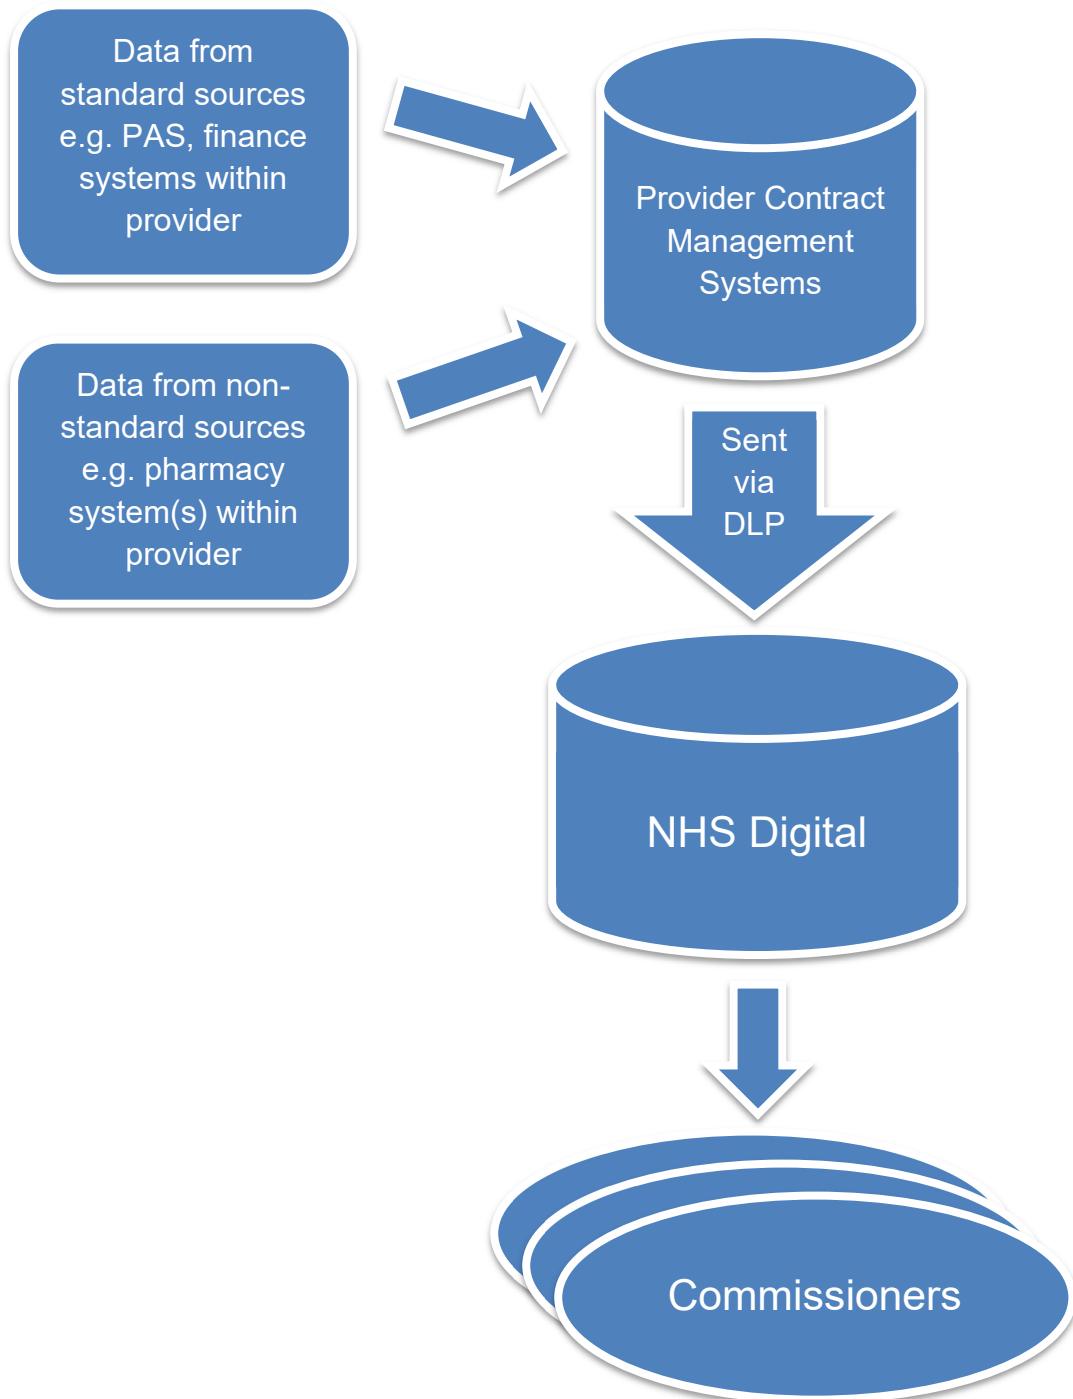 Data from
standard sources
e.g. PAS, finance
systems within
provider
Provider Contract
Management
Systems
Data from non-
standard sources
e.g. pharmacy
system(s) within
provider
Sent
via
DLP
NHS Digital
Commissioners